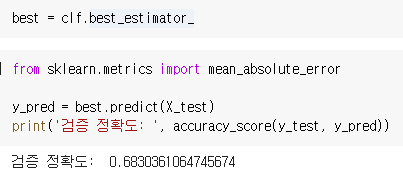 best = clf.best_estimator_
from sklearn.metrics import mean_absolute_error
y_pred = best.predict(X_test)
print('검증 정확도: ', accuracy_score(y_test, y_pred))
검증 정확도:  0.6830361064745674